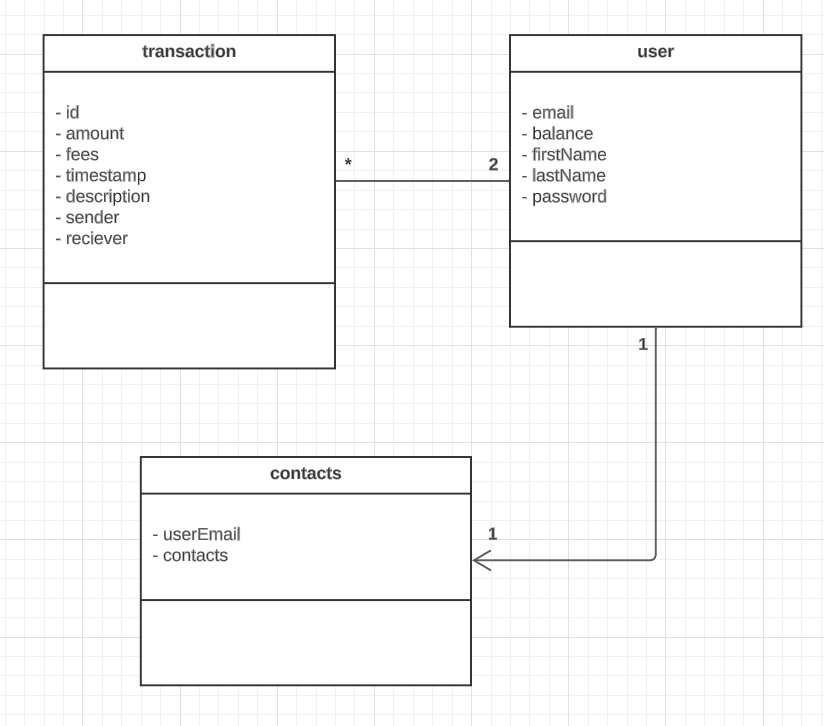 transaction
- id
- amount
- fees
- timestamp
- description
- sender
- reciever
*
2
user
- email
- balance
- firstName
- lastName
- password
1
contacts
- userEmail
- contacts
1